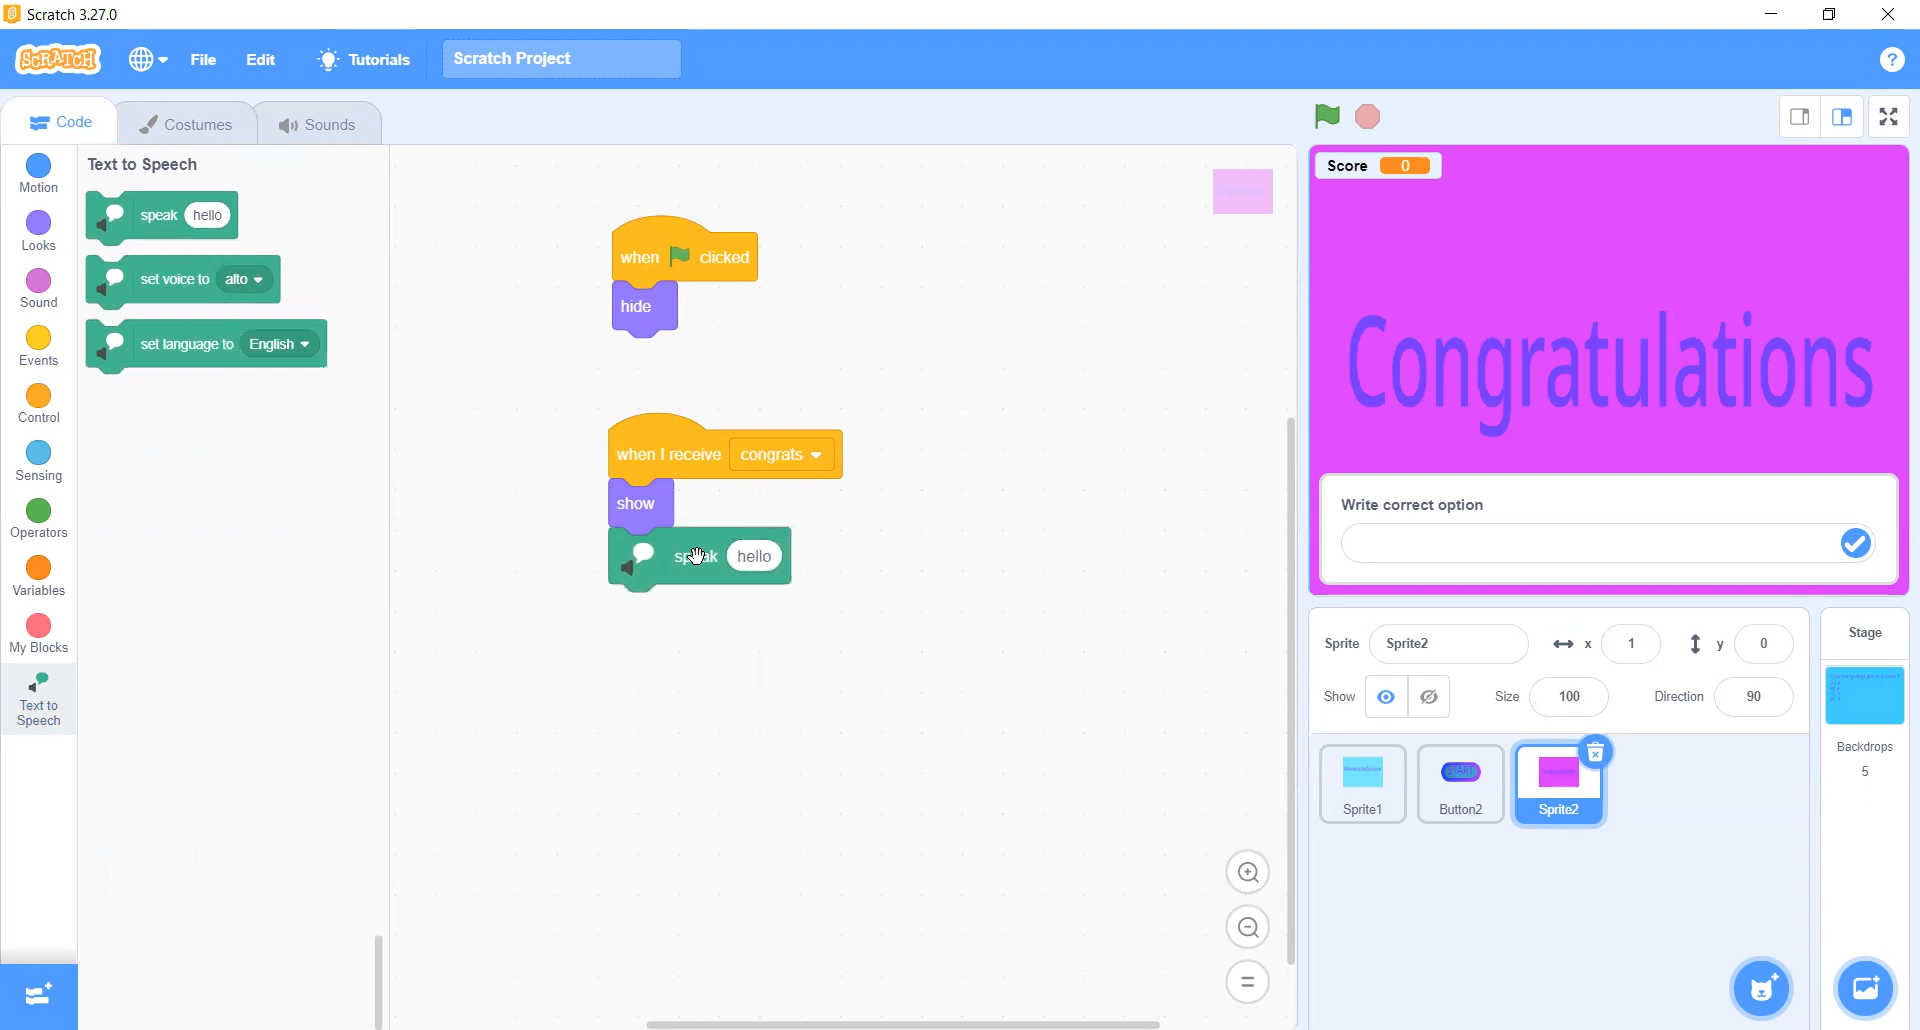 Scratch 3.27.0
SCRATCH File Edit Tutorials Scratch Project ?
Code Costumes Sounds
Motion
Looks
Sound
Events
Control
Sensing
Operators
Variables
My Blocks
Text to
Speech
Text to Speech
speak hello
set voice to alto
set language to English
when clicked
hide
when I receive congrats
show
speak hello
Score 0
Congratulations
Write correct option
Sprite Sprite2 x 1 y 0
Show Size 100 Direction 90
Sprite1
START
Button2
Sprite2
Stage
Backdrops
5